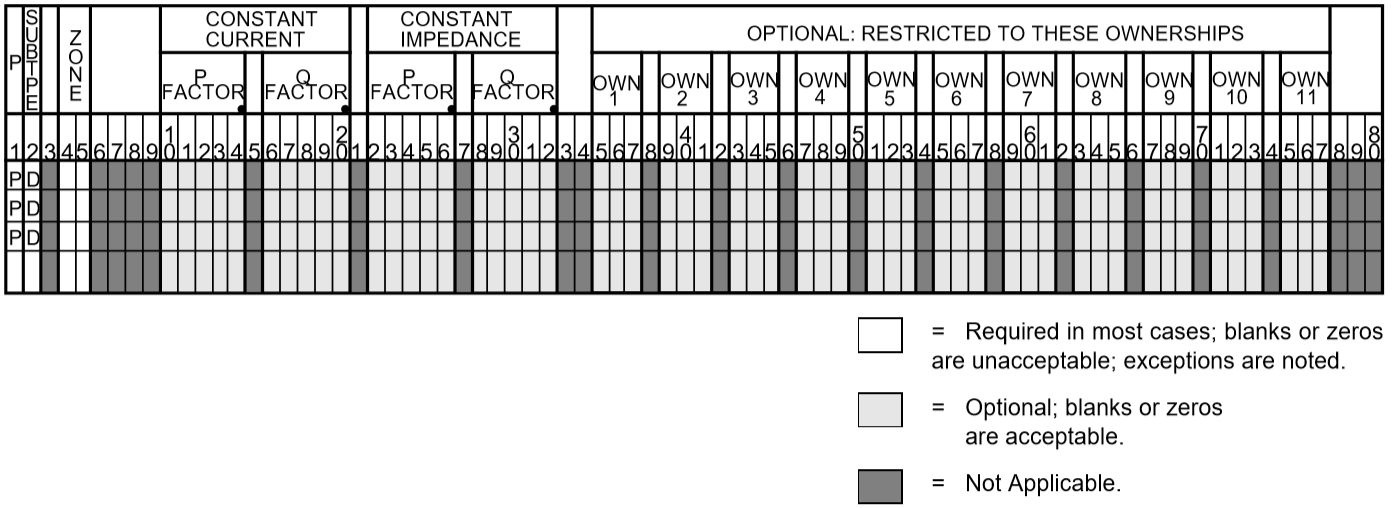 P SUBTPE ZONE CONSTANT CURRENT CONSTANT IMPEDANCE OPTIONAL: RESTRICTED TO THESE OWNERSHIPS
P FACTOR. Q FACTOR. P FACTOR. Q FACTOR. OWN 1 OWN 2 OWN 3 OWN 4 OWN 5 OWN 6 OWN 7 OWN 8 OWN 9 OWN 10 OWN 11
1 2 3 4 5 6 7 8 9 10 1 2 3 4 5 6 7 8 9 20 1 2 3 4 5 6 7 8 9 30 1 2 3 4 5 6 7 8 9 40 1 2 3 4 5 6 7 8 9 50 1 2 3 4 5 6 7 8 9 60 1 2 3 4 5 6 7 8 9 70 1 2 3 4 5 6 7 8 9 80
P D
P D
P D
= Required in most cases; blanks or zeros
are unacceptable; exceptions are noted.
= Optional; blanks or zeros
are acceptable.
= Not Applicable.